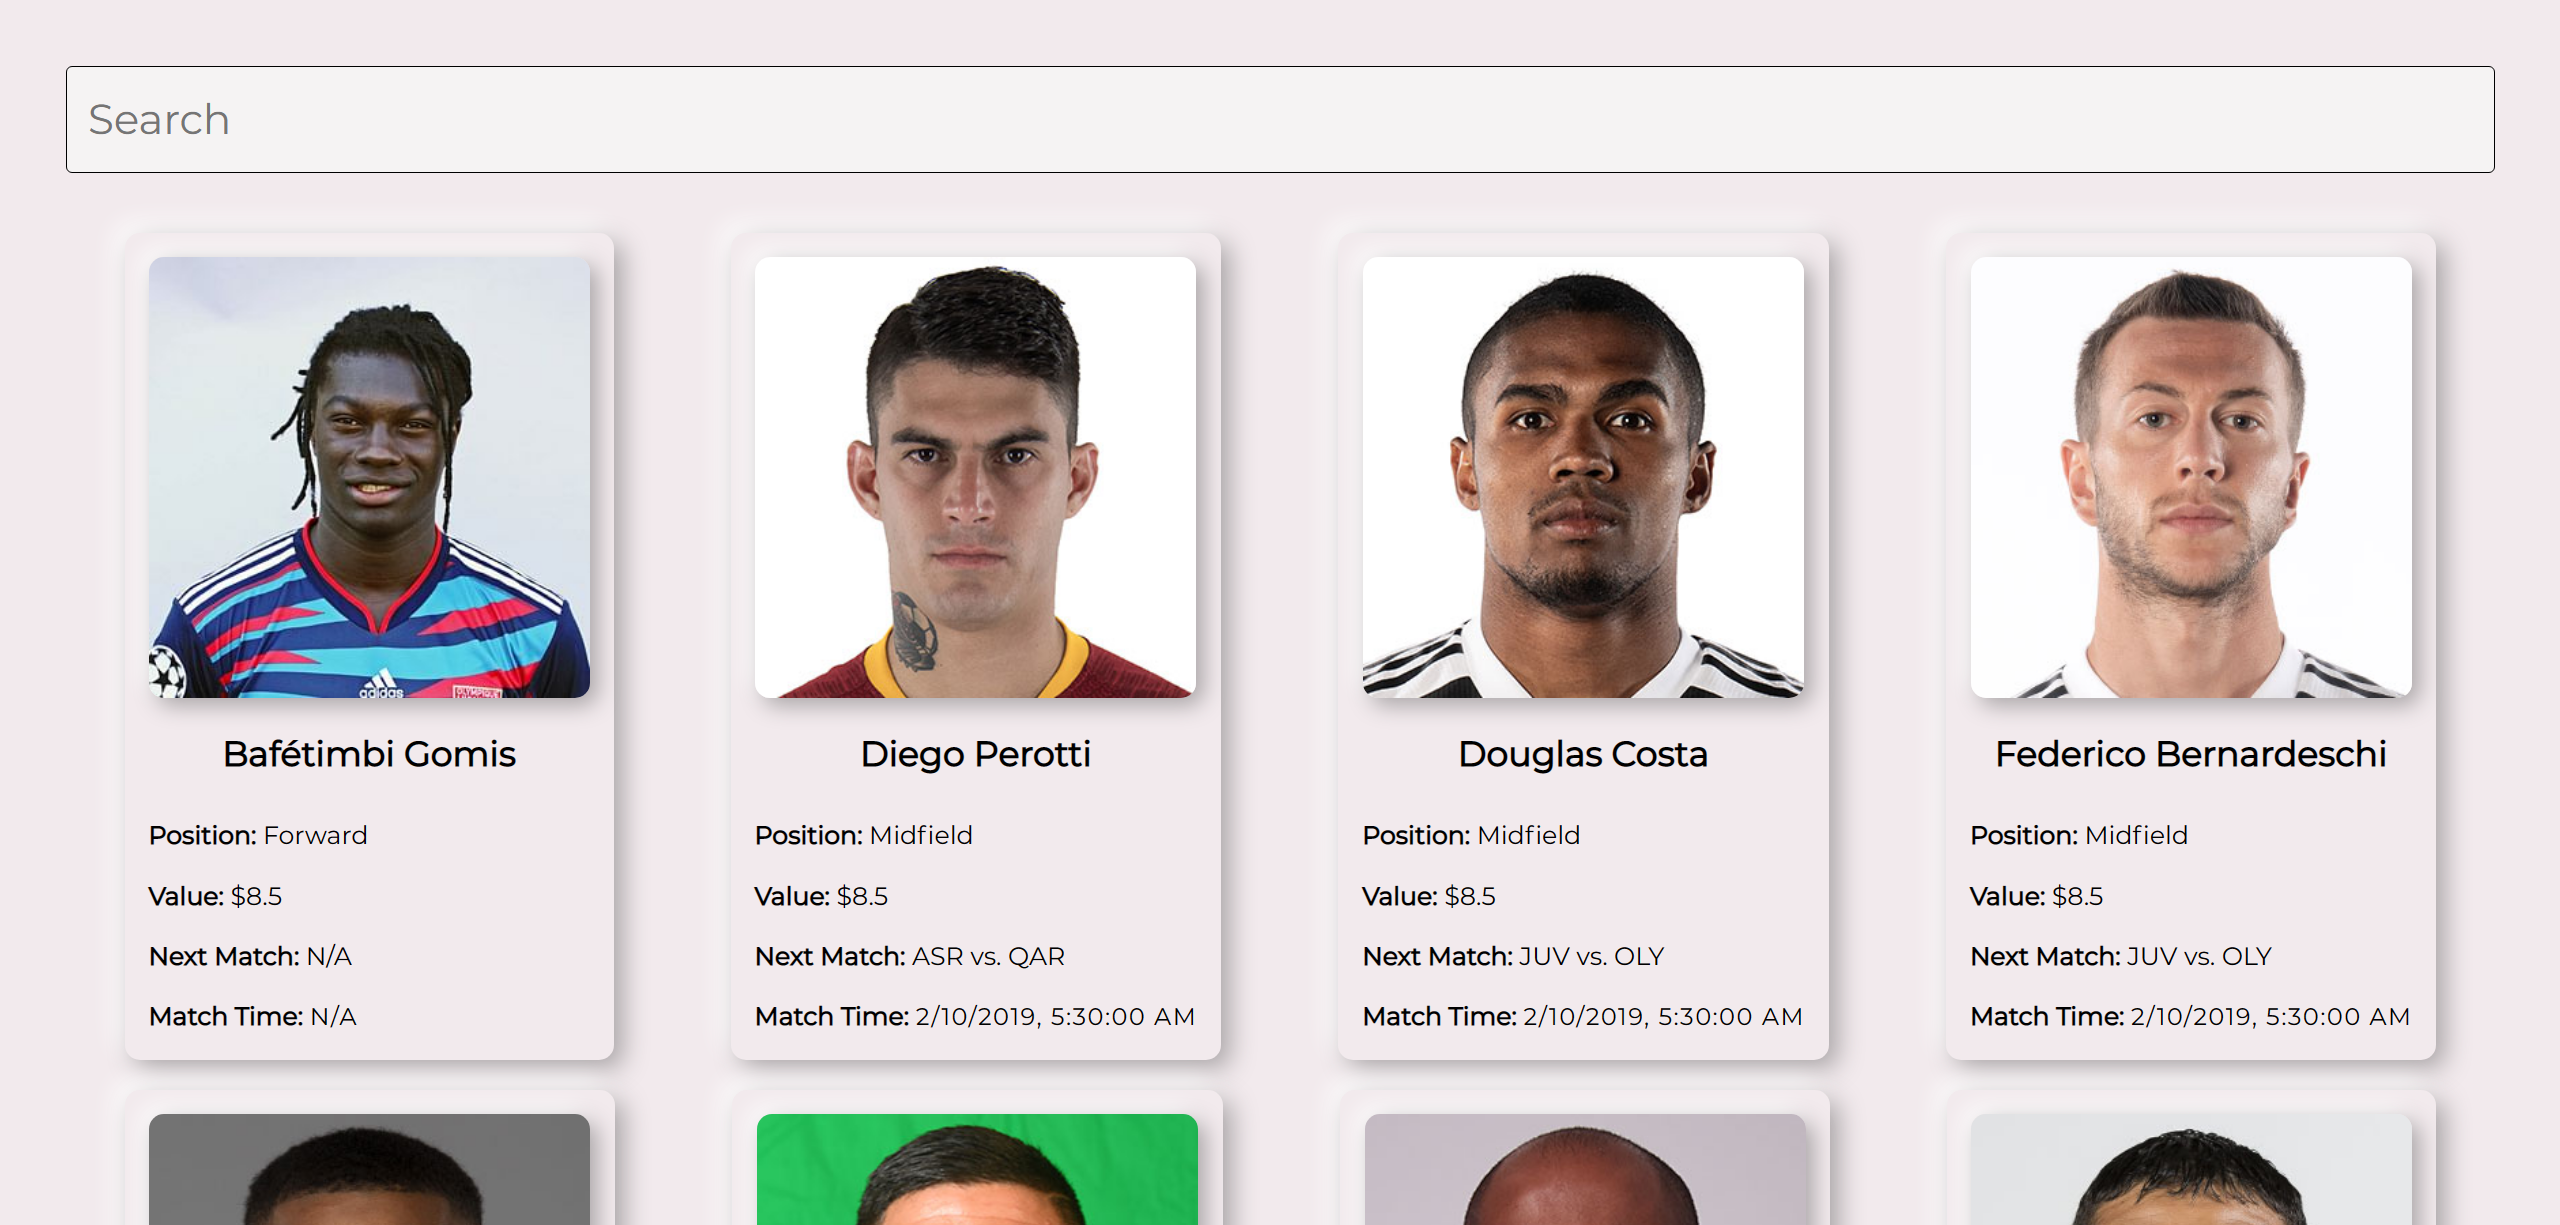 Search
adidas
OLYMPIQUE
Bafétimbi Gomis
Position: Forward
Value: $8.5
Next Match: N/A
Match Time: N/A
Diego Perotti
Position: Midfield
Value: $8.5
Next Match: ASR vs. QAR
Match Time: 2/10/2019, 5:30:00 AM
Douglas Costa
Position: Midfield
Value: $8.5
Next Match: JUV vs. OLY
Match Time: 2/10/2019, 5:30:00 AM
Federico Bernardeschi
Position: Midfield
Value: $8.5
Next Match: JUV vs. OLY
Match Time: 2/10/2019, 5:30:00 AM